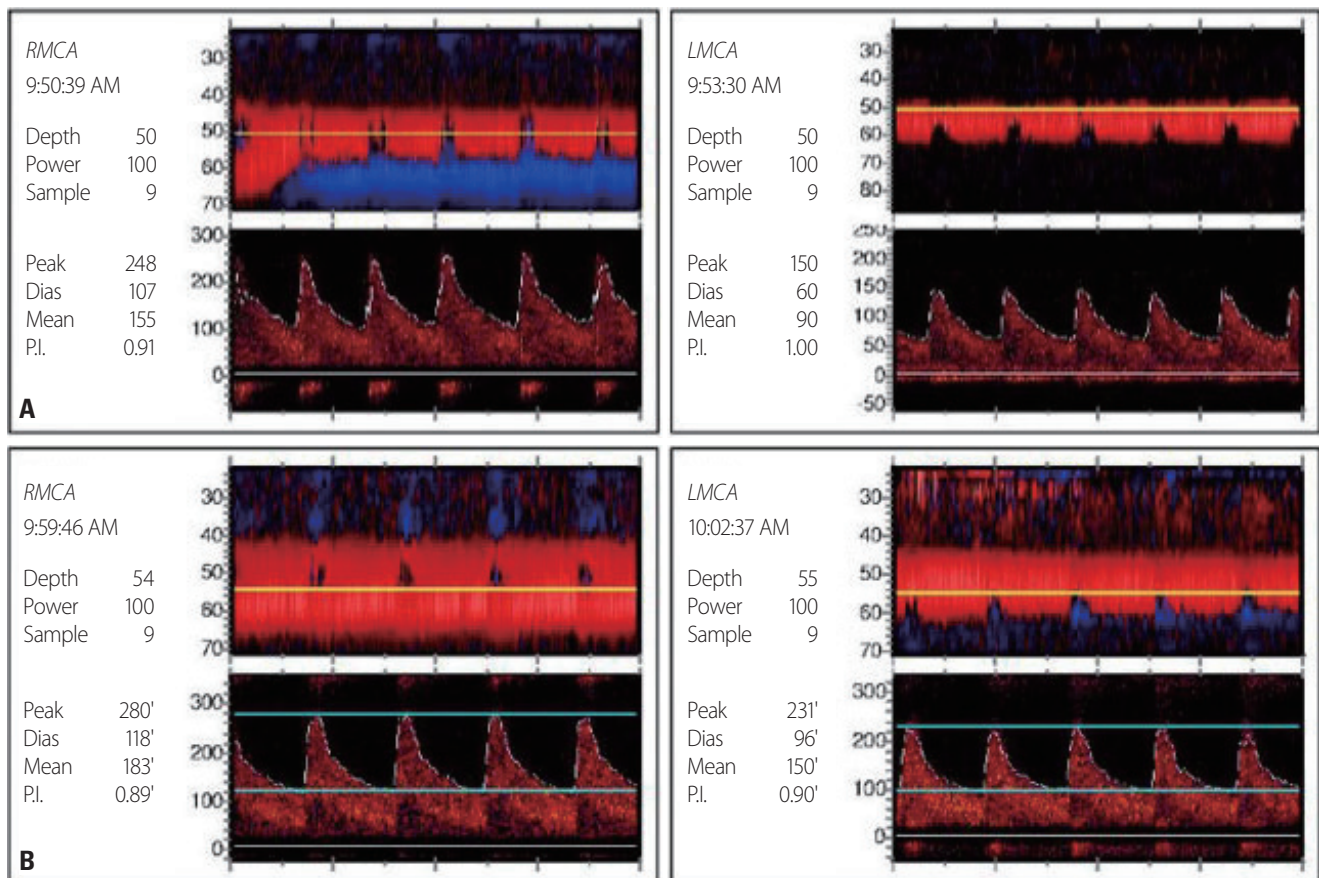 RMCA
9:50:39 AM
Depth 50
Power 100
Sample 9
30
40
50
60
70
Peak 248
Dias 107
Mean 155
P.I. 0.91
300
200
100
0
A
LMCA
9:53:30 AM
Depth 50
Power 100
Sample 9
30
40
50
60
70
80
Peak 150
Dias 60
Mean 90
P.I. 1.00
250
200
150
100
50
0
-50
RMCA
9:59:46 AM
Depth 54
Power 100
Sample 9
30
40
50
60
70
Peak 280'
Dias 118'
Mean 183'
P.I. 0.89'
300
200
100
0
B
LMCA
10:02:37 AM
Depth 55
Power 100
Sample 9
30
40
50
60
70
Peak 231'
Dias 96'
Mean 150'
P.I. 0.90'
300
200
100
0